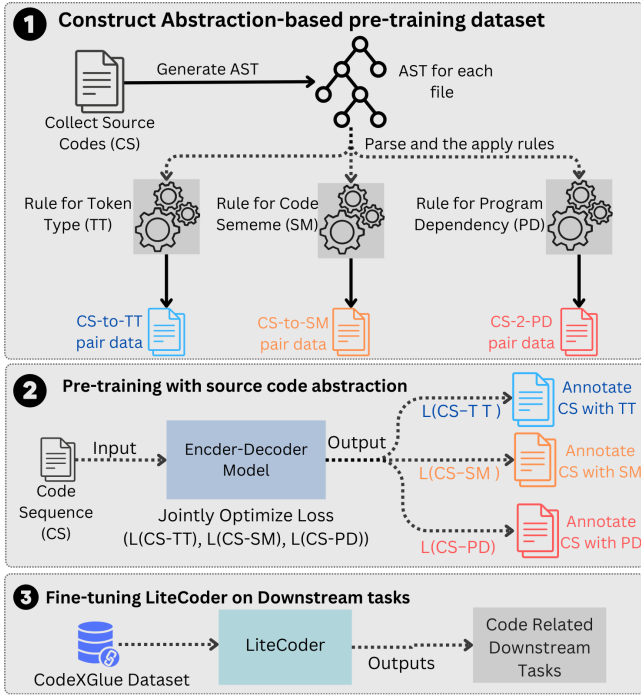 1 Construct Abstraction-based pre-training dataset
Generate AST
AST for each
file
Collect Source
Codes (CS)
Parse and the apply rules
Rule for Token
Type (TT)
Rule for Code
Sememe (SM)
Rule for Program
Dependency (PD)
CS-to-TT
pair data
CS-to-SM
pair data
CS-2-PD
pair data
2 Pre-training with source code abstraction
Input
Encder-Decoder
Model
Output
Code
Sequence
(CS)
Jointly Optimize Loss
(L(CS-TT), L(CS-SM), L(CS-PD))
L(CS–T T )
Annotate
CS with TT
L(CS–SM )
Annotate
CS with SM
L(CS–PD)
Annotate
CS with PD
3 Fine-tuning LiteCoder on Downstream tasks
CodeXGlue Dataset
LiteCoder
Outputs
Code Related
Downstream
Tasks